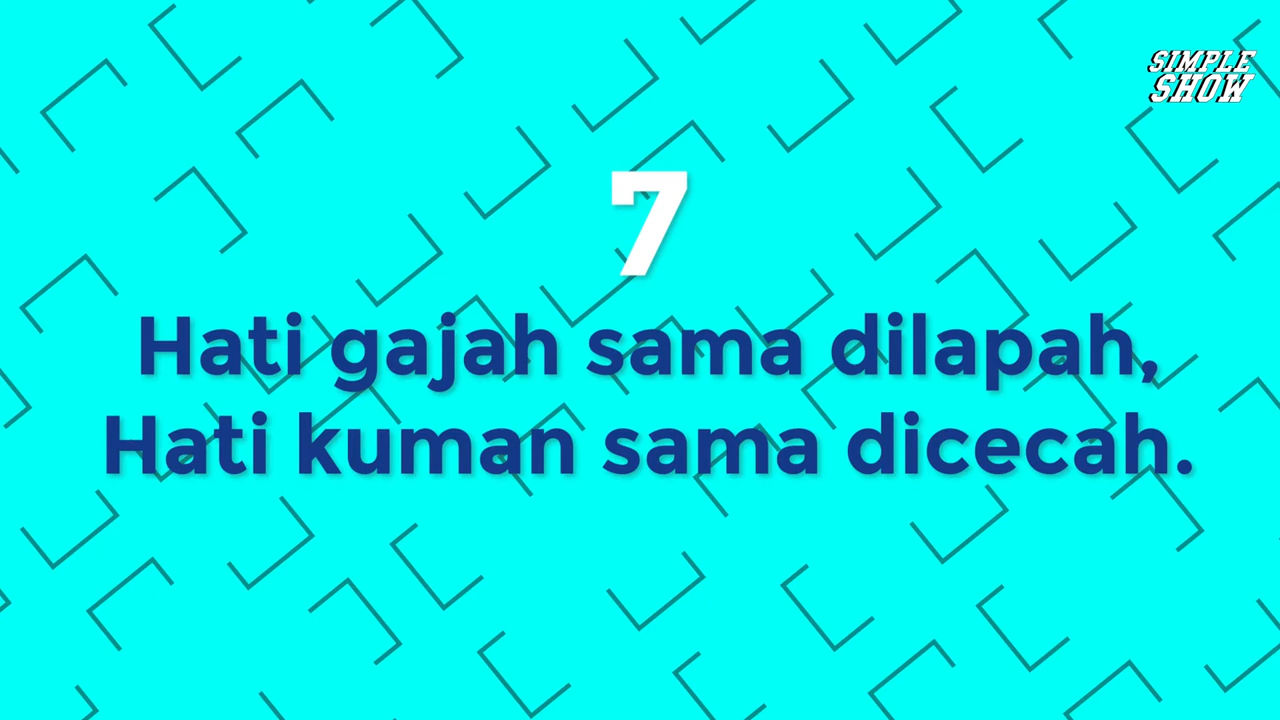 SIMPLE
SHOW
7
Hati gajah sama dilapah,
Hati kuman sama dicecah.